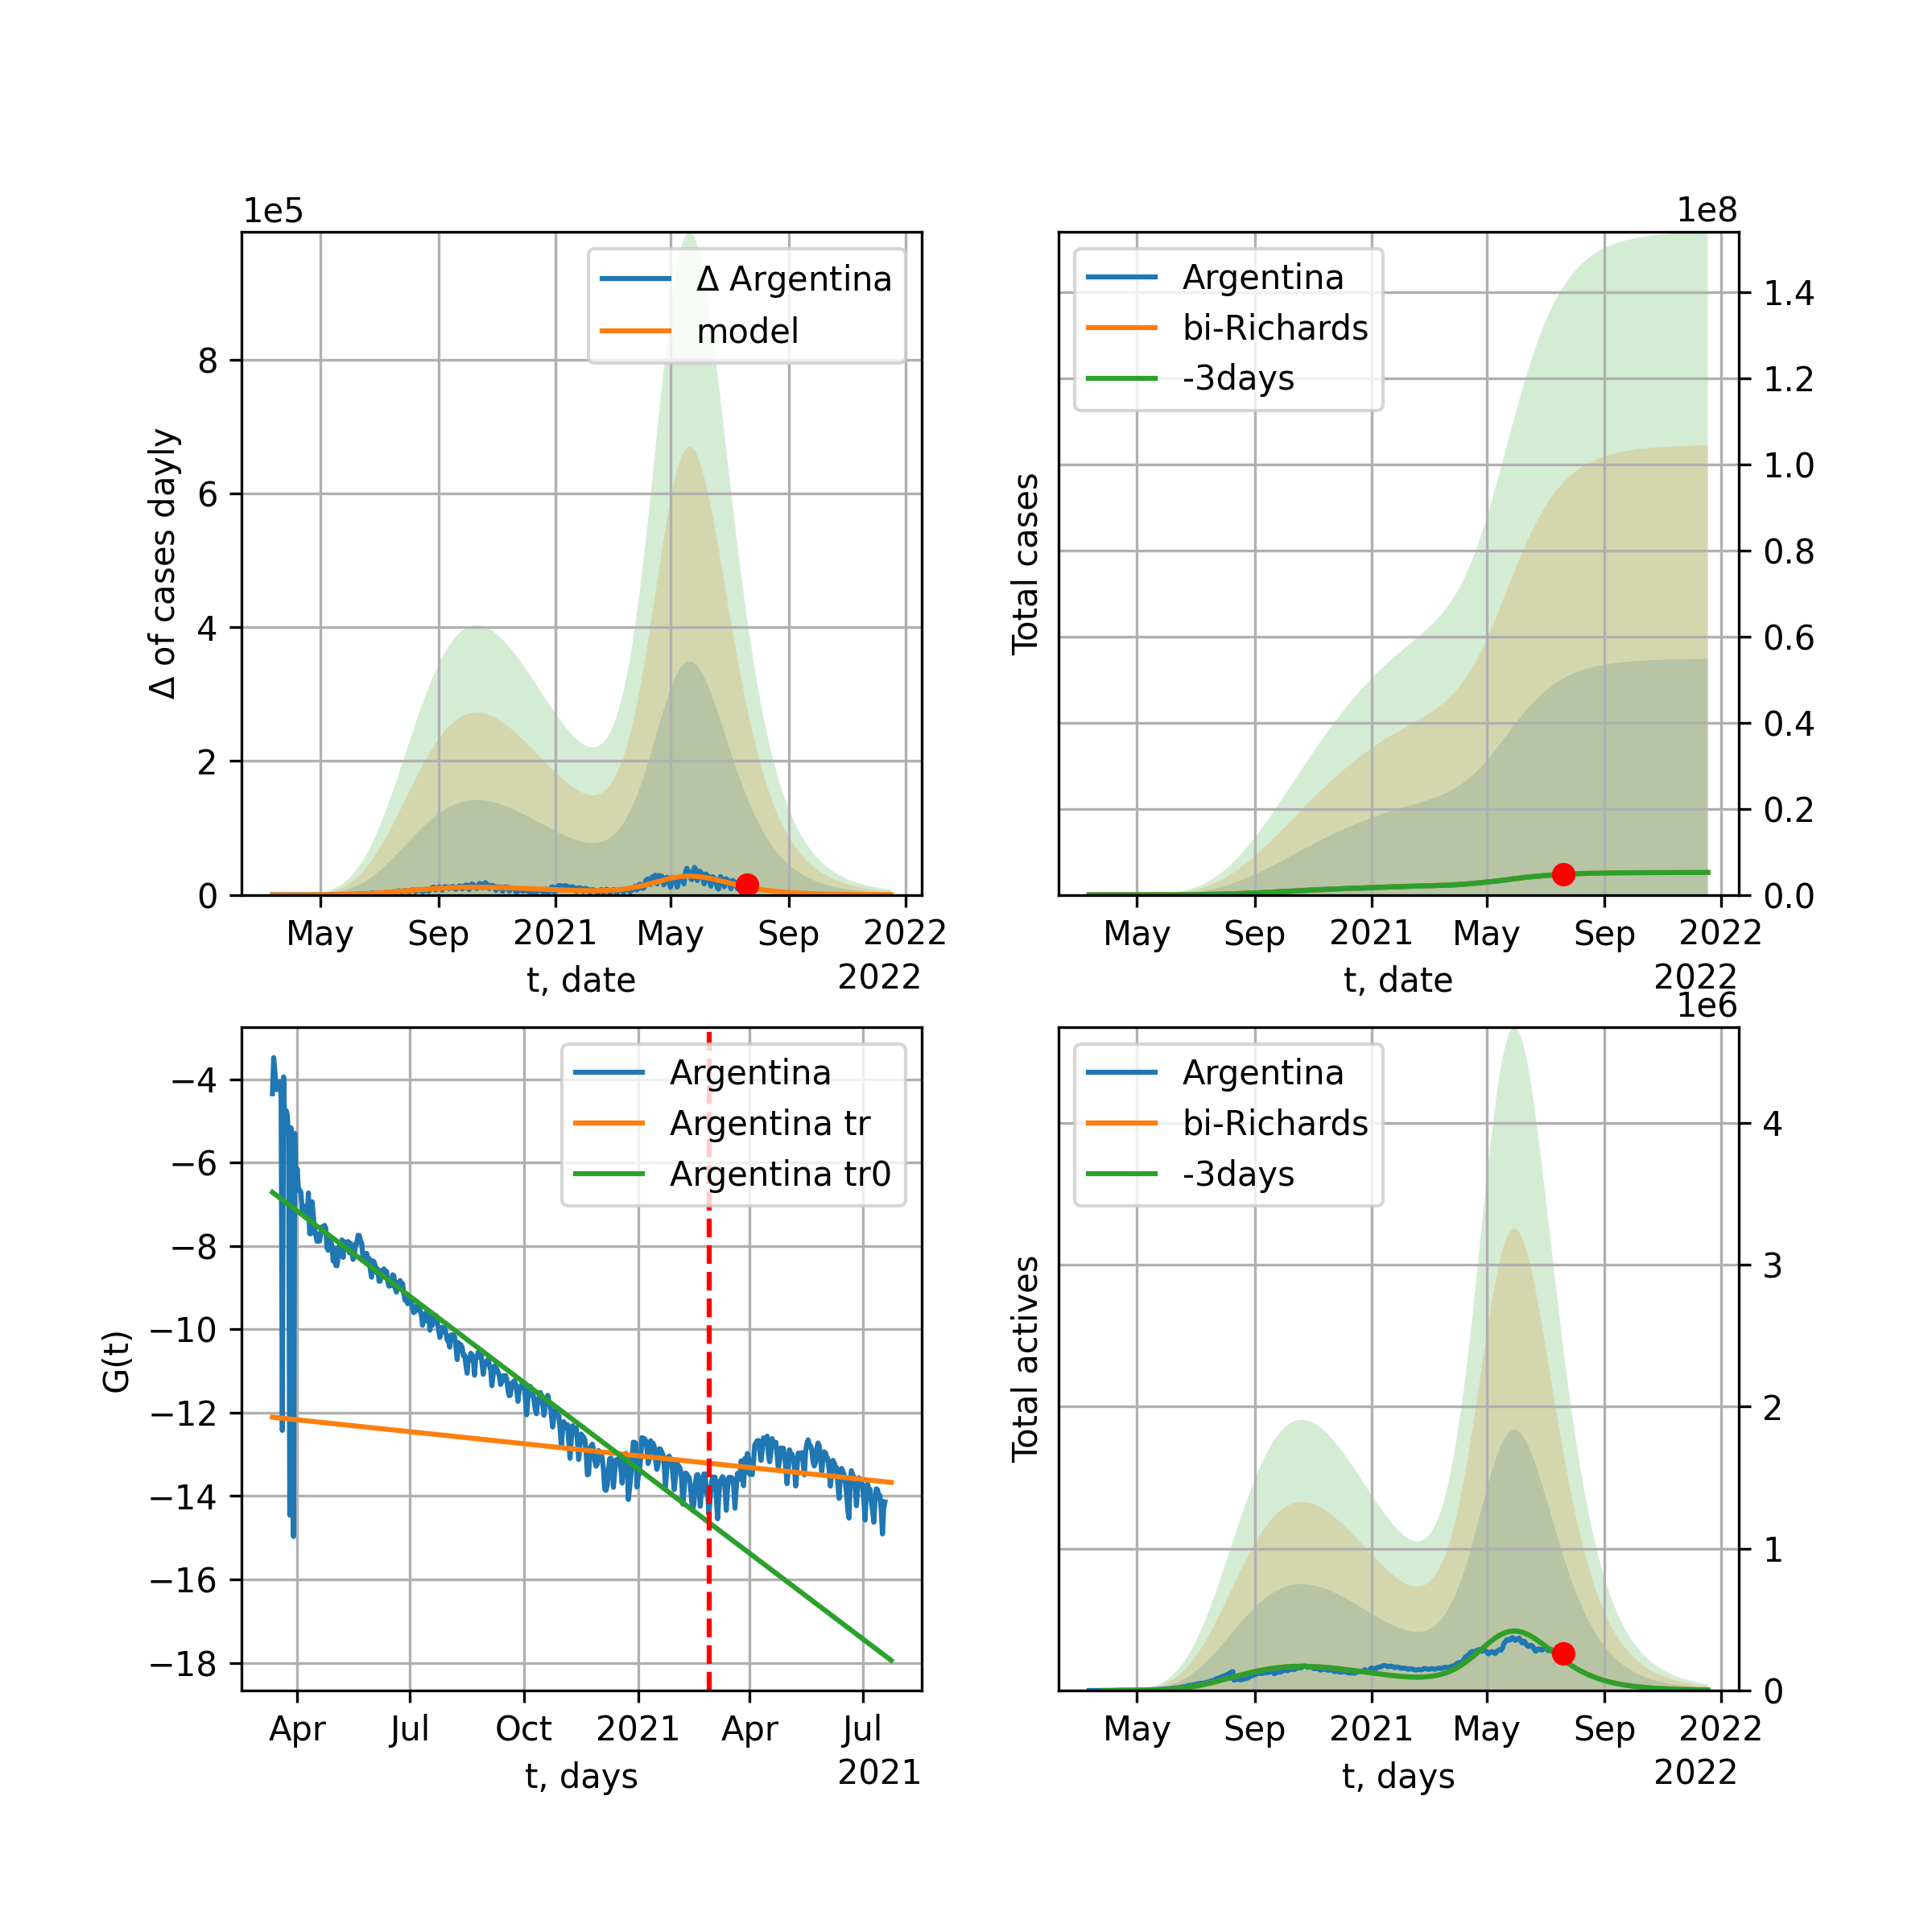 1e5
Δ Argentina
model
8
6
4
2
0
Δ of cases dayly
May Sep 2021 May Sep 2022
t, date
2022
1e8
Argentina
bi-Richards
-3days
Total cases
1.4
1.2
1.0
0.8
0.6
0.4
0.2
0.0
May Sep 2021 May Sep 2022
t, date
2022
Argentina
Argentina tr
Argentina tr0
−4
−6
−8
−10
−12
−14
−16
−18
G(t)
Apr Jul Oct 2021 Apr Jul
t, days
2021
1e6
Argentina
bi-Richards
-3days
Total actives
4
3
2
1
0
May Sep 2021 May Sep 2022
t, days
2022